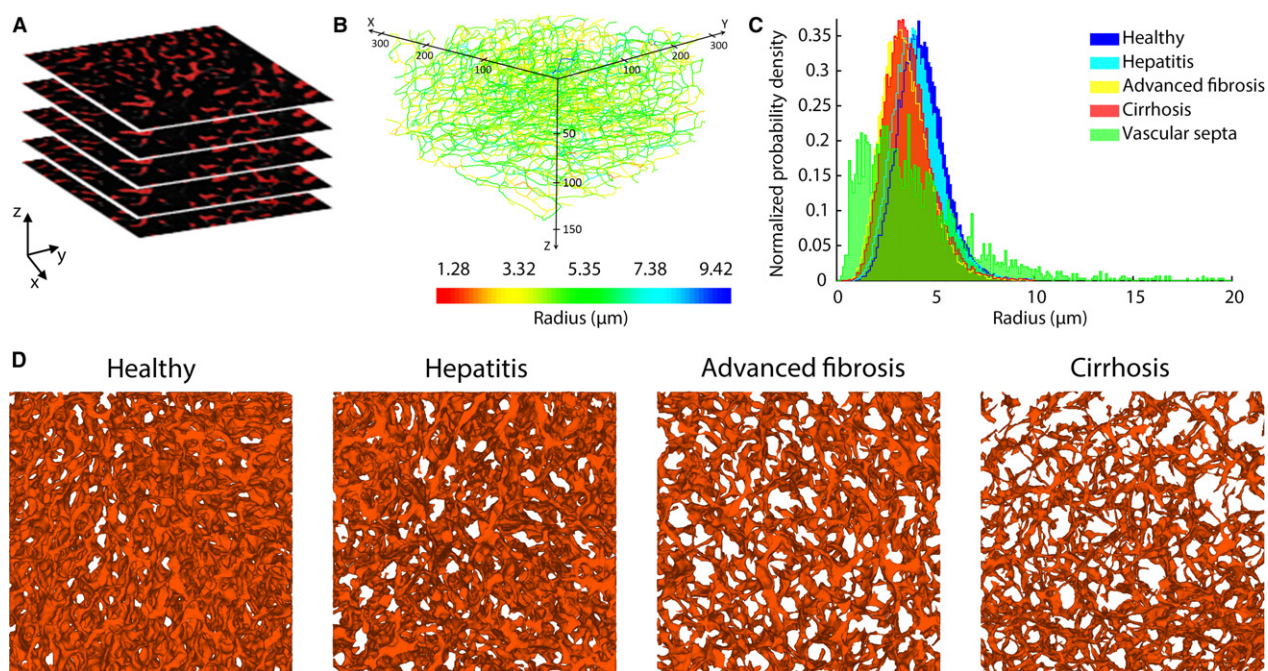 A
z
y
x
B
X
Y
300
300
200
200
100
100
50
100
150
Z
1.28 3.32 5.35 7.38 9.42
Radius (µm)
C
Normalized probability density
0.35
0.3
0.25
0.2
0.15
0.1
0.05
0
0 5 10 15 20
Radius (µm)
Healthy
Hepatitis
Advanced fibrosis
Cirrhosis
Vascular septa
D
Healthy Hepatitis Advanced fibrosis Cirrhosis